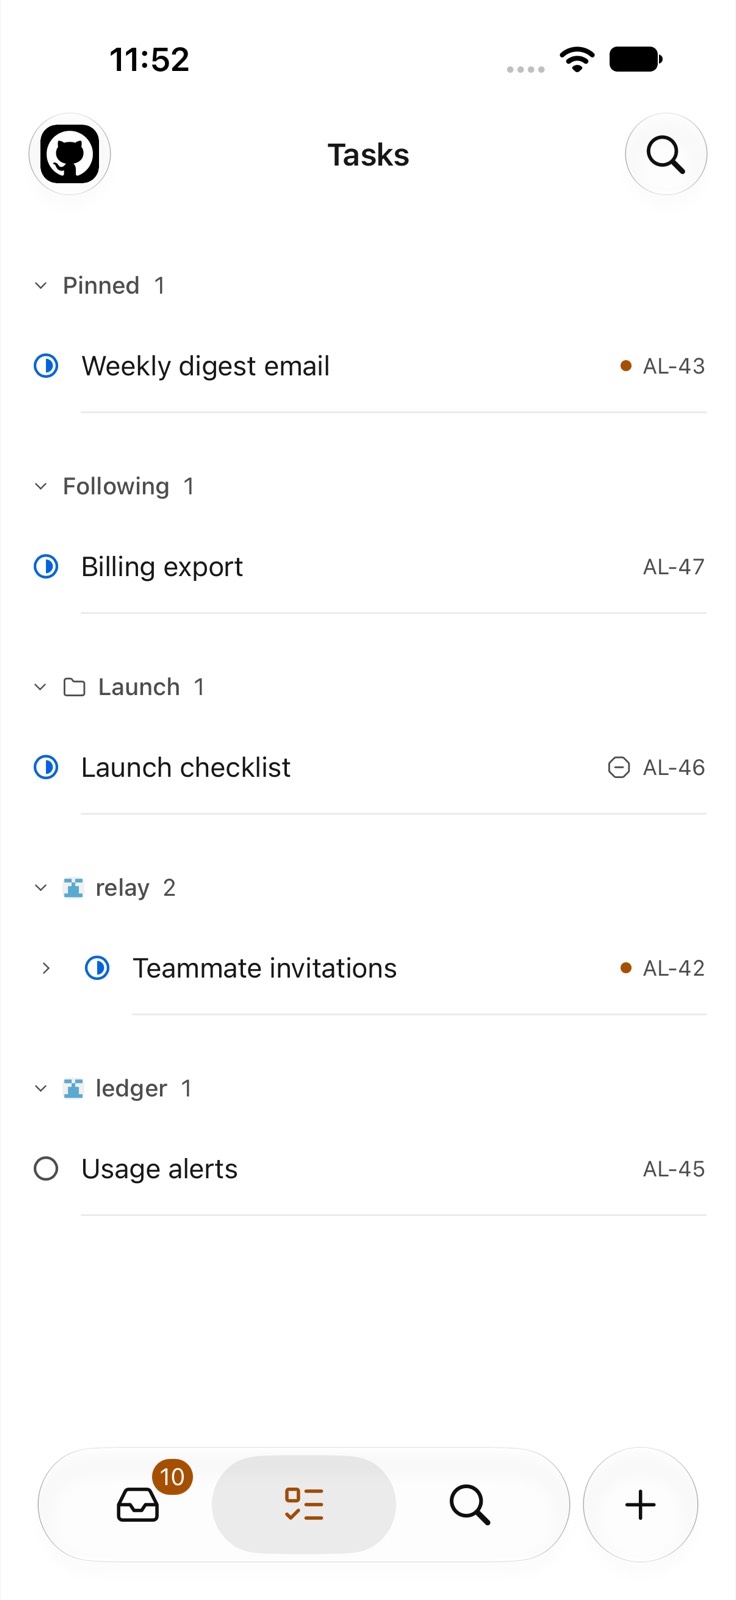 11:52
Tasks
Pinned 1
Weekly digest email AL-43
Following 1
Billing export AL-47
Launch 1
Launch checklist AL-46
relay 2
Teammate invitations AL-42
ledger 1
Usage alerts AL-45
10